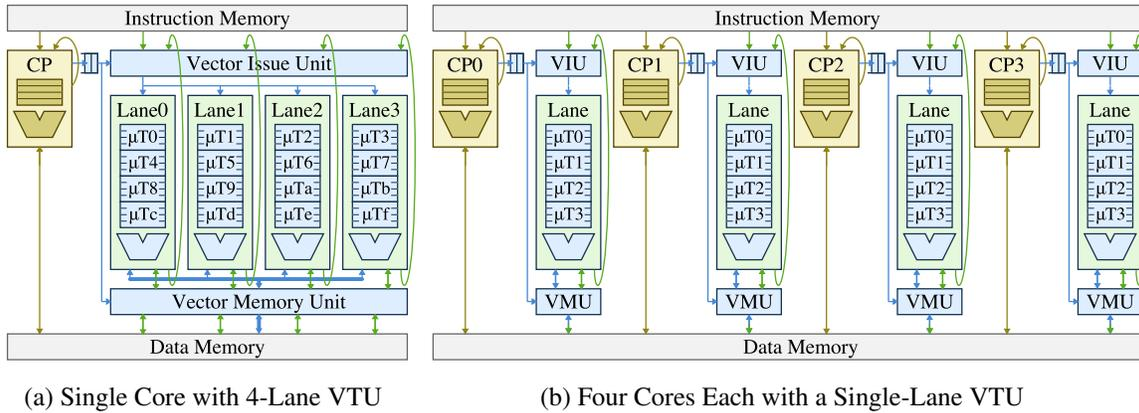 Instruction Memory
CP
Vector Issue Unit
Lane0 Lane1 Lane2 Lane3
μT0 μT1 μT2 μT3
μT4 μT5 μT6 μT7
μT8 μT9 μTa μTb
μTc μTd μTe μTf
Vector Memory Unit
Data Memory
(a) Single Core with 4-Lane VTU
Instruction Memory
CP0 VIU CP1 VIU CP2 VIU CP3 VIU
Lane Lane Lane Lane
μT0 μT0 μT0 μT0
μT1 μT1 μT1 μT1
μT2 μT2 μT2 μT2
μT3 μT3 μT3 μT3
VMU VMU VMU VMU
Data Memory
(b) Four Cores Each with a Single-Lane VTU